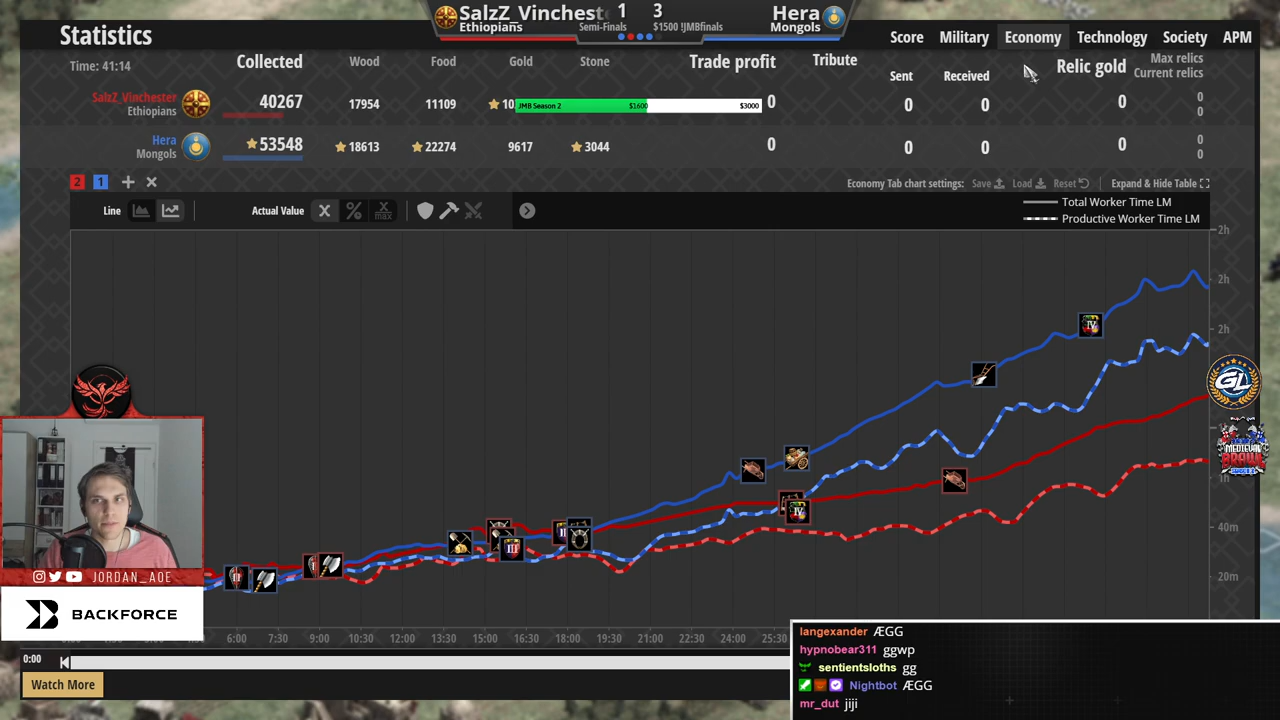 SalzZ_Vincheste 1 3 Hera
Ethiopians Semi-Finals $1500 !JMBfinals Mongols
Statistics
Score Military Economy Technology Society APM
Time: 41:14
Collected Wood Food Gold Stone Trade profit Tribute Sent Received Relic gold Max relics
Current relics
SalzZ_Vinchester 40267 17954 11109 10 JMB Season 2 $1600 $3000 0 0 0 0 0
Ethiopians 0
Hera 53548 18613 22274 9617 3044 0 0 0 0 0
Mongols 0
2 1 Economy Tab chart settings: Save Load Reset Expand & Hide Table
Line Actual Value X % X/max
Total Worker Time LM
Productive Worker Time LM
2h
2h
2h
GL
MEDIEVAL
BRAWL
1h
IV
III
40m
20m
JORDAN_AOE
BACKFORCE
6:00 7:30 9:00 10:30 12:00 13:30 15:00 16:30 18:00 19:30 21:00 22:30 24:00 25:30
0:00
Watch More
langexander ÆGG
hypnobear311 ggwp
sentientsloths gg
Nightbot ÆGG
mr_dut jiji